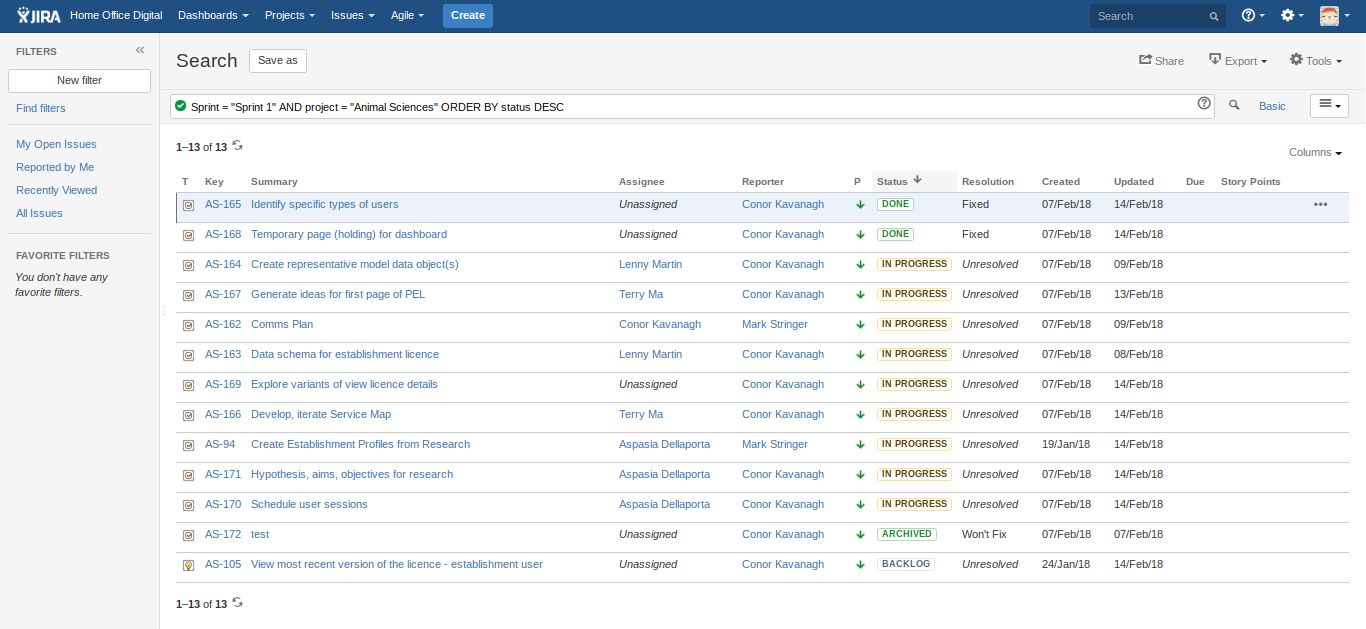 JIRA Home Office Digital Dashboards Projects Issues Agile Create Search
FILTERS
New filter
Find filters
My Open Issues
Reported by Me
Recently Viewed
All Issues
FAVORITE FILTERS
You don't have any
favorite filters.
Search Save as Share Export Tools
Sprint = "Sprint 1" AND project = "Animal Sciences" ORDER BY status DESC Basic
1–13 of 13
Columns
T Key Summary Assignee Reporter P Status Resolution Created Updated Due Story Points
AS-165 Identify specific types of users Unassigned Conor Kavanagh DONE Fixed 07/Feb/18 14/Feb/18
AS-168 Temporary page (holding) for dashboard Unassigned Conor Kavanagh DONE Fixed 07/Feb/18 14/Feb/18
AS-164 Create representative model data object(s) Lenny Martin Conor Kavanagh IN PROGRESS Unresolved 07/Feb/18 09/Feb/18
AS-167 Generate ideas for first page of PEL Terry Ma Conor Kavanagh IN PROGRESS Unresolved 07/Feb/18 13/Feb/18
AS-162 Comms Plan Conor Kavanagh Mark Stringer IN PROGRESS Unresolved 07/Feb/18 09/Feb/18
AS-163 Data schema for establishment licence Lenny Martin Conor Kavanagh IN PROGRESS Unresolved 07/Feb/18 08/Feb/18
AS-169 Explore variants of view licence details Unassigned Conor Kavanagh IN PROGRESS Unresolved 07/Feb/18 14/Feb/18
AS-166 Develop, iterate Service Map Terry Ma Conor Kavanagh IN PROGRESS Unresolved 07/Feb/18 14/Feb/18
AS-94 Create Establishment Profiles from Research Aspasia Dellaporta Mark Stringer IN PROGRESS Unresolved 19/Jan/18 14/Feb/18
AS-171 Hypothesis, aims, objectives for research Aspasia Dellaporta Conor Kavanagh IN PROGRESS Unresolved 07/Feb/18 14/Feb/18
AS-170 Schedule user sessions Aspasia Dellaporta Conor Kavanagh IN PROGRESS Unresolved 07/Feb/18 14/Feb/18
AS-172 test Unassigned Conor Kavanagh ARCHIVED Won't Fix 07/Feb/18 07/Feb/18
AS-105 View most recent version of the licence - establishment user Unassigned Conor Kavanagh BACKLOG Unresolved 24/Jan/18 14/Feb/18
1–13 of 13